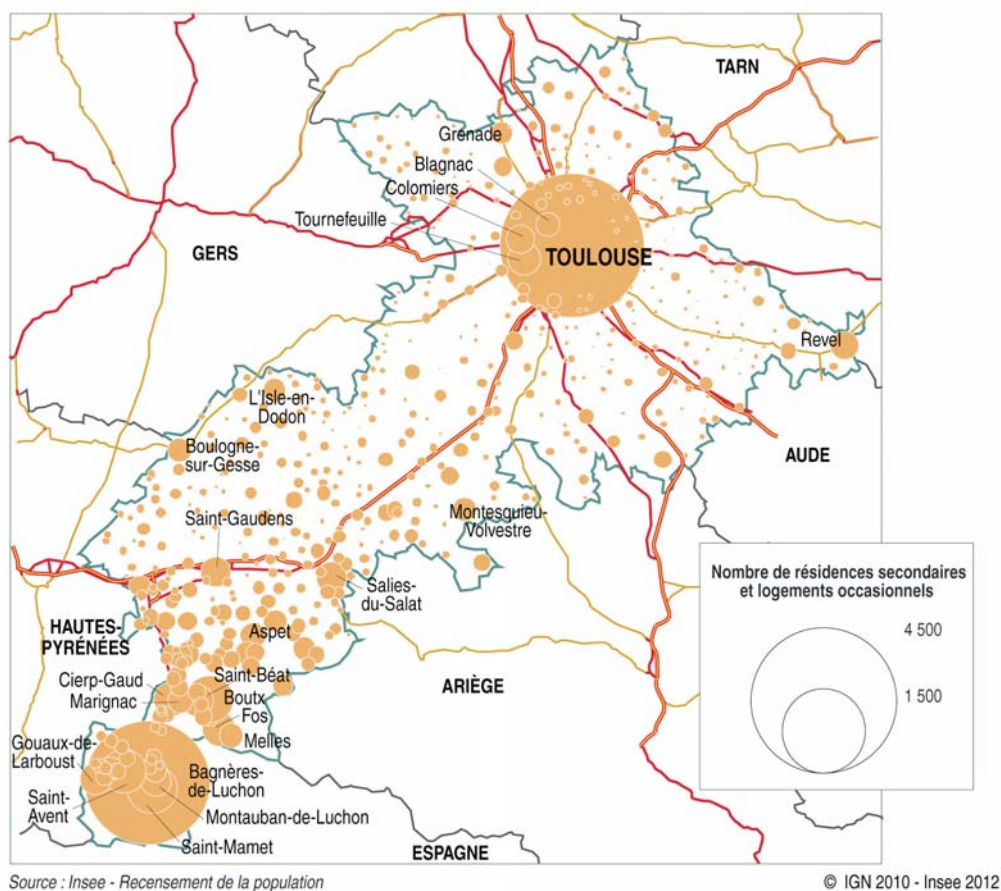 TARN
Grenade
Blagnac
Colomiers
Tournefeuille
GERS
TOULOUSE
Revel
L'Isle-en-
Dodon
Boulogne-
sur-Gesse
AUDE
Saint-Gaudens
Montesquieu-
Volvestre
Salies-
du-Salat
HAUTES-
PYRÉNÉES
Aspet
Cierp-Gaud
Marignac
Saint-Béat
Boutx
Fos
Melles
ARIÈGE
Gouaux-de-
Larboust
Saint-
Avent
Bagnères-
de-Luchon
Montauban-de-Luchon
Saint-Mamet
ESPAGNE
Nombre de résidences secondaires
et logements occasionnels
4 500
1 500
Source : Insee - Recensement de la population
© IGN 2010 - Insee 2012